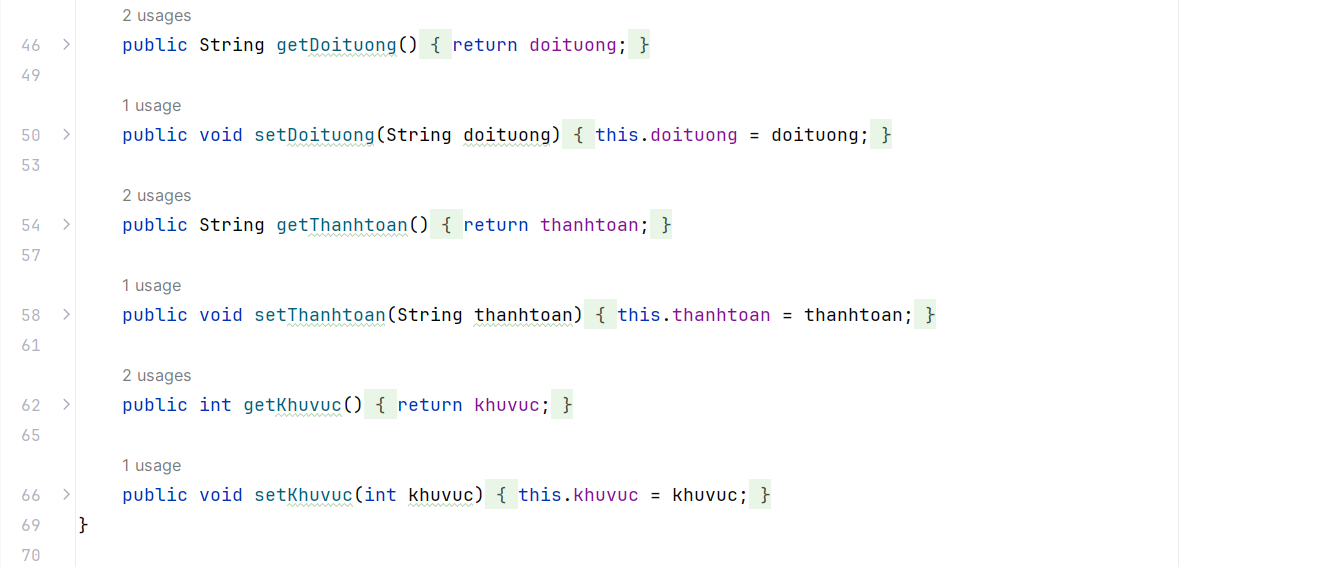 2 usages
46 > public String getDoituong() { return doituong; }
49
1 usage
50 > public void setDoituong(String doituong) { this.doituong = doituong; }
53
2 usages
54 > public String getThanhtoan() { return thanhtoan; }
57
1 usage
58 > public void setThanhtoan(String thanhtoan) { this.thanhtoan = thanhtoan; }
61
2 usages
62 > public int getKhuvuc() { return khuvuc; }
65
1 usage
66 > public void setKhuvuc(int khuvuc) { this.khuvuc = khuvuc; }
69 }
70